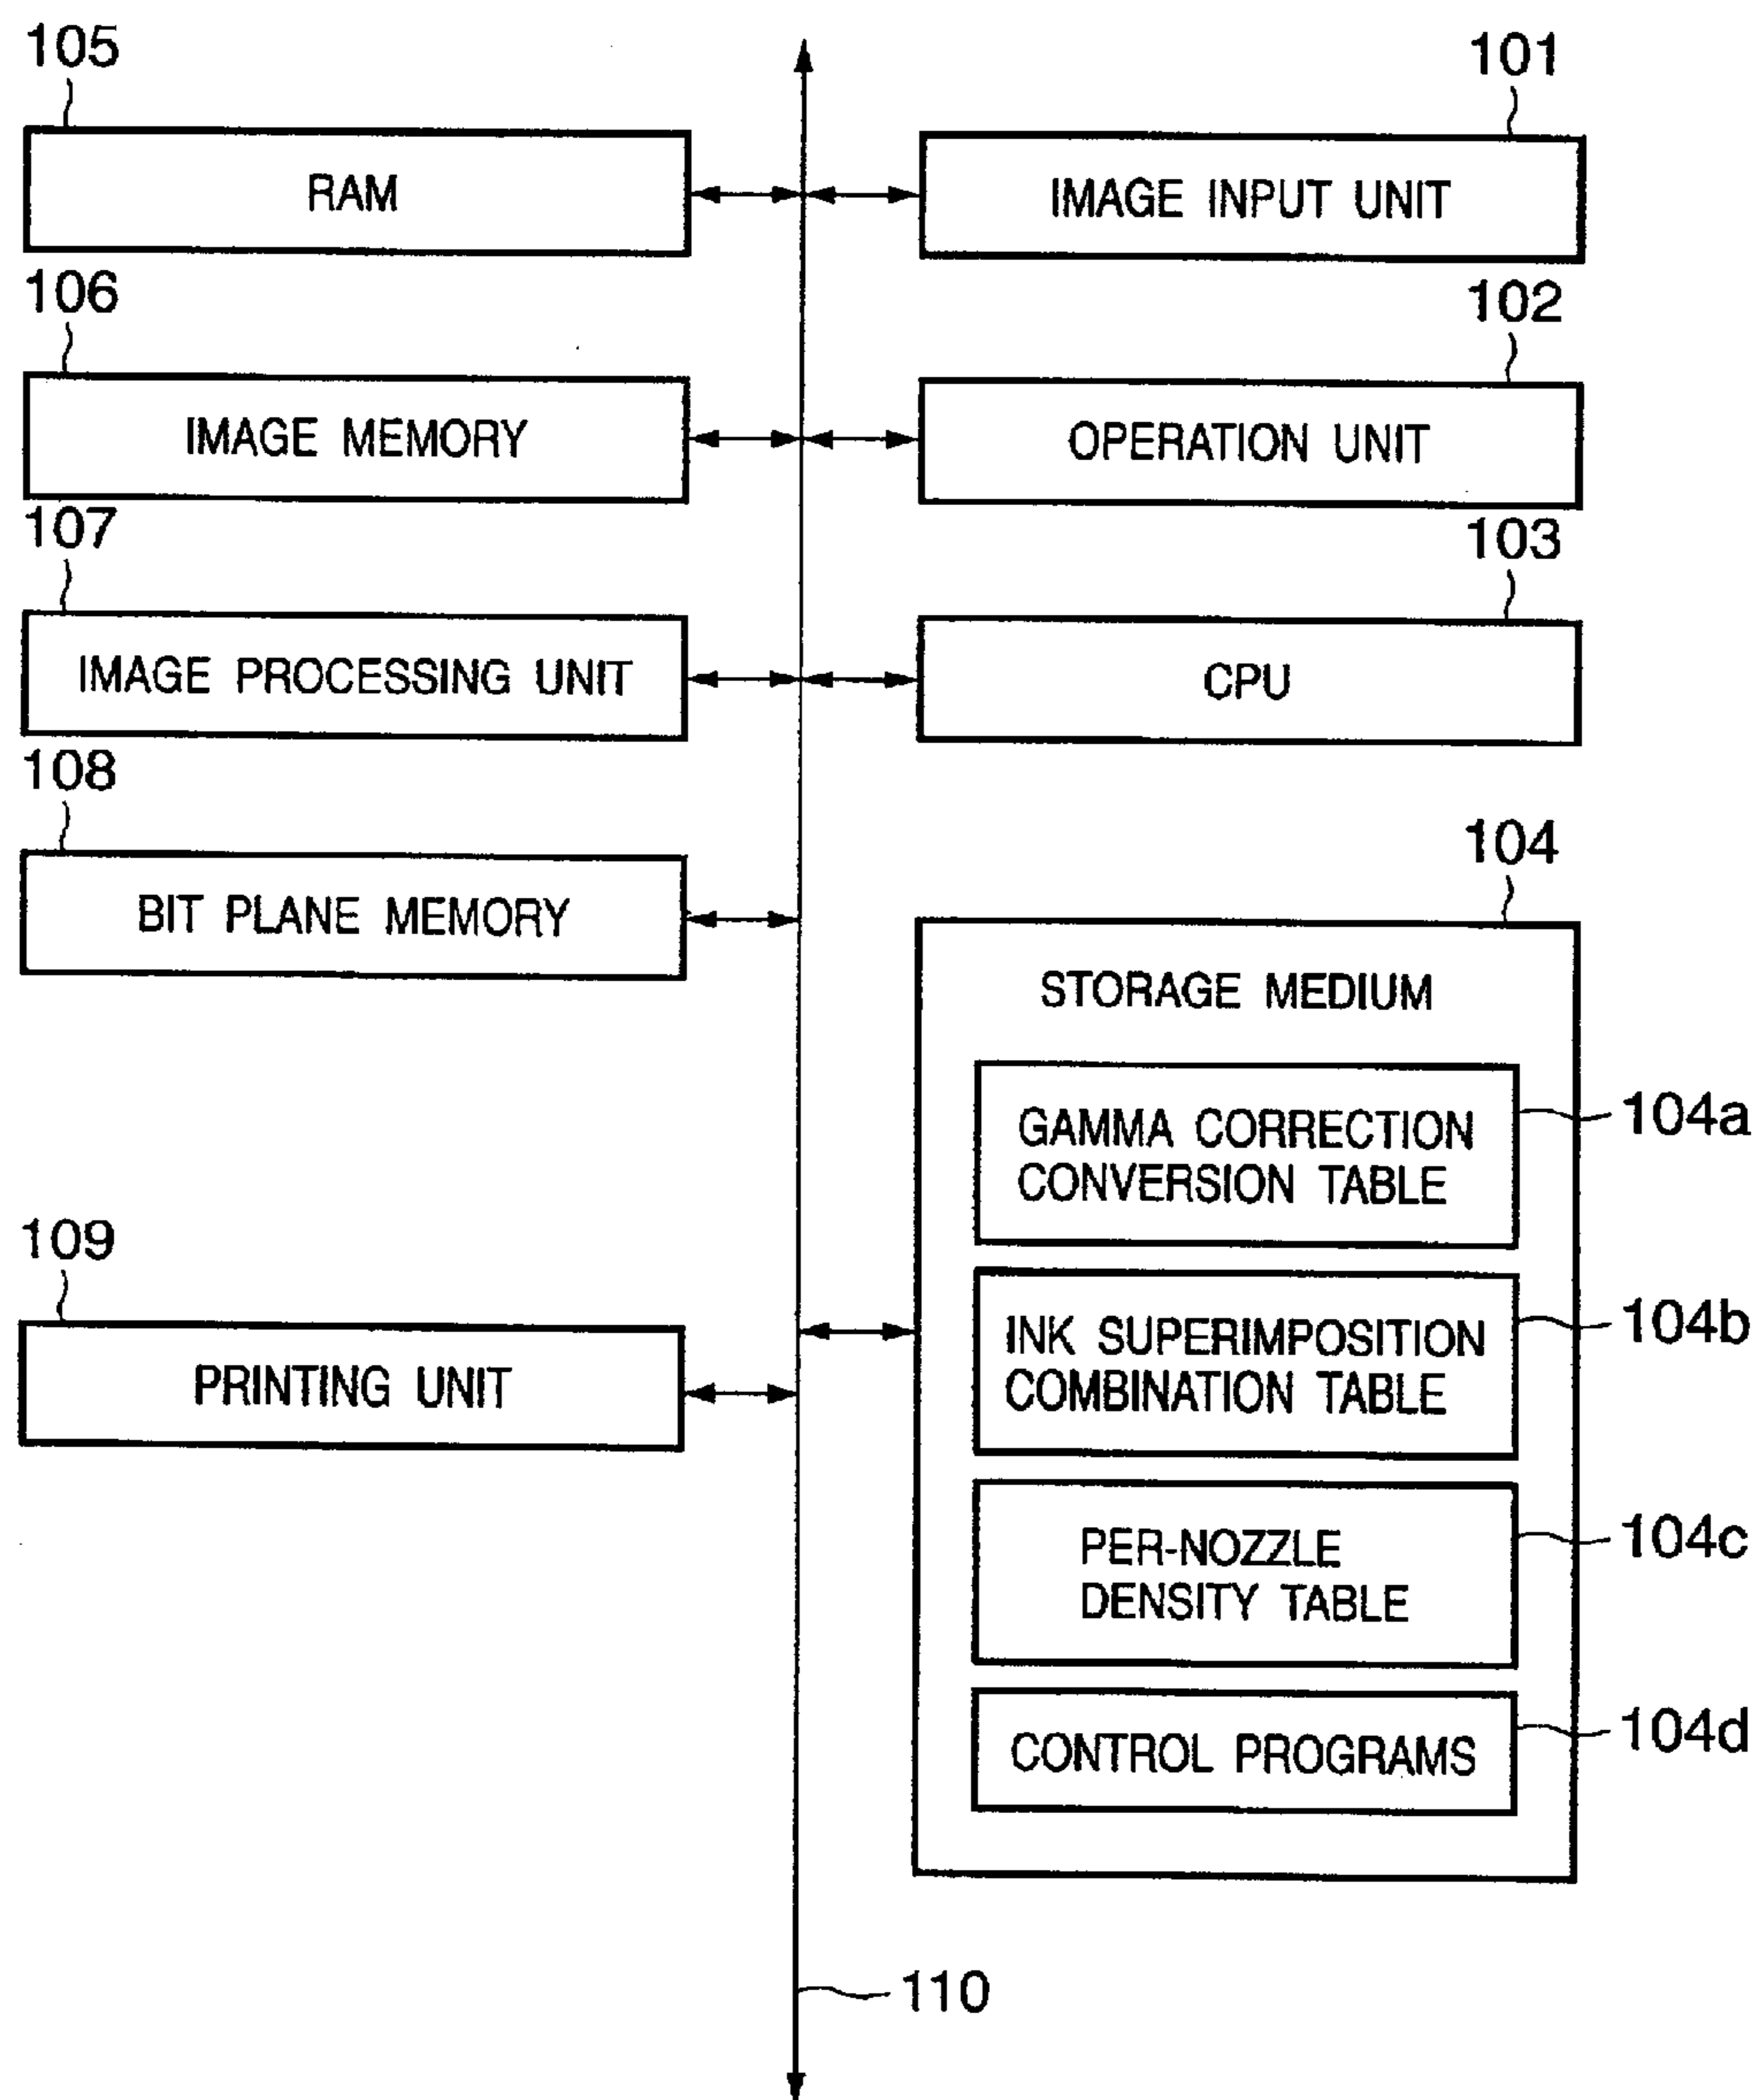 105
RAM
106
IMAGE MEMORY
107
IMAGE PROCESSING UNIT
108
BIT PLANE MEMORY
109
PRINTING UNIT
101
IMAGE INPUT UNIT
102
OPERATION UNIT
103
CPU
104
STORAGE MEDIUM
GAMMA CORRECTION
CONVERSION TABLE
104a
INK SUPERIMPOSITION
COMBINATION TABLE
104b
PER-NOZZLE
DENSITY TABLE
104c
CONTROL PROGRAMS
104d
110